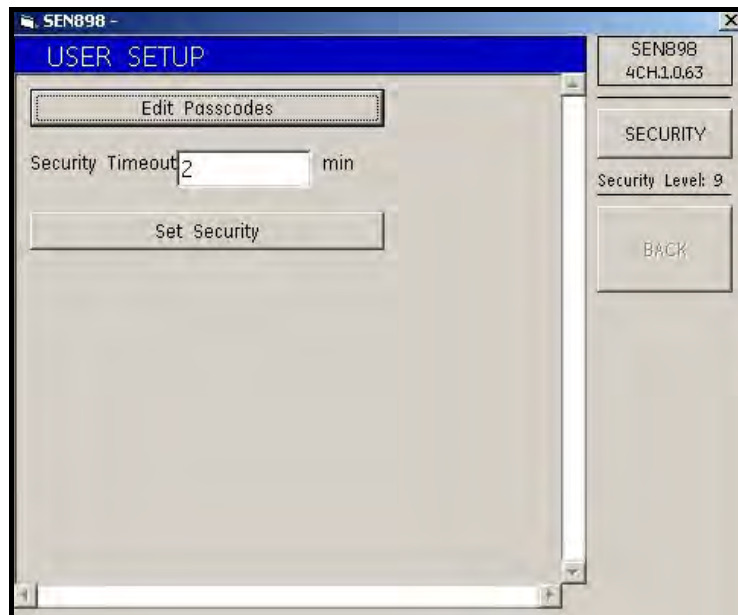 SEN898 -
USER SETUP
SEN898
4CH.1.0.63
Edit Passcodes
SECURITY
Security Timeout 2 min
Security Level: 9
Set Security
BACK